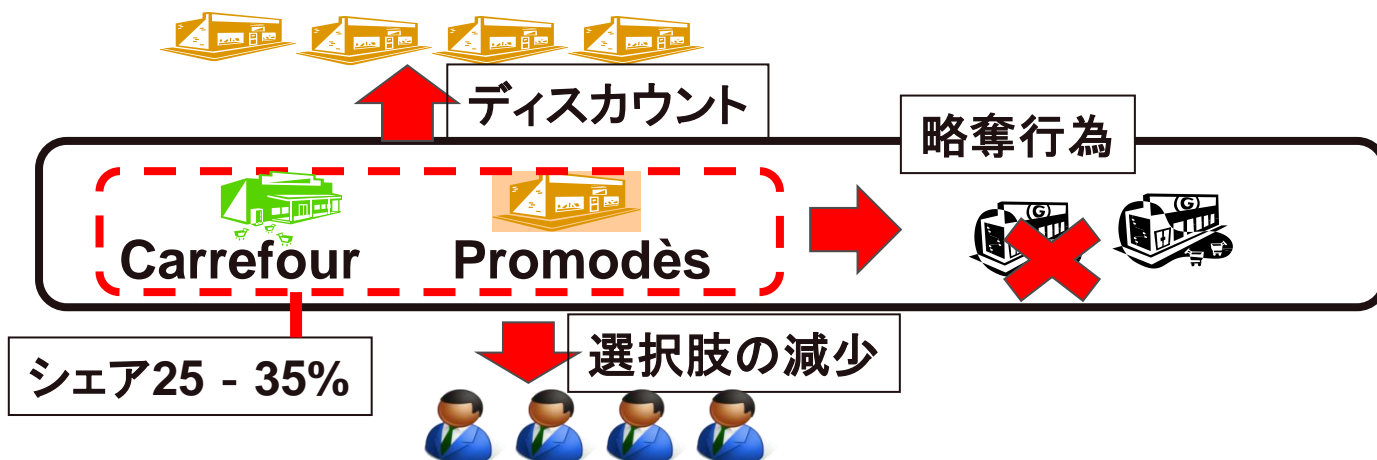 ディスカウント
略奪行為
Carrefour
Promodès
G
G
選択肢の減少
シェア25 - 35%